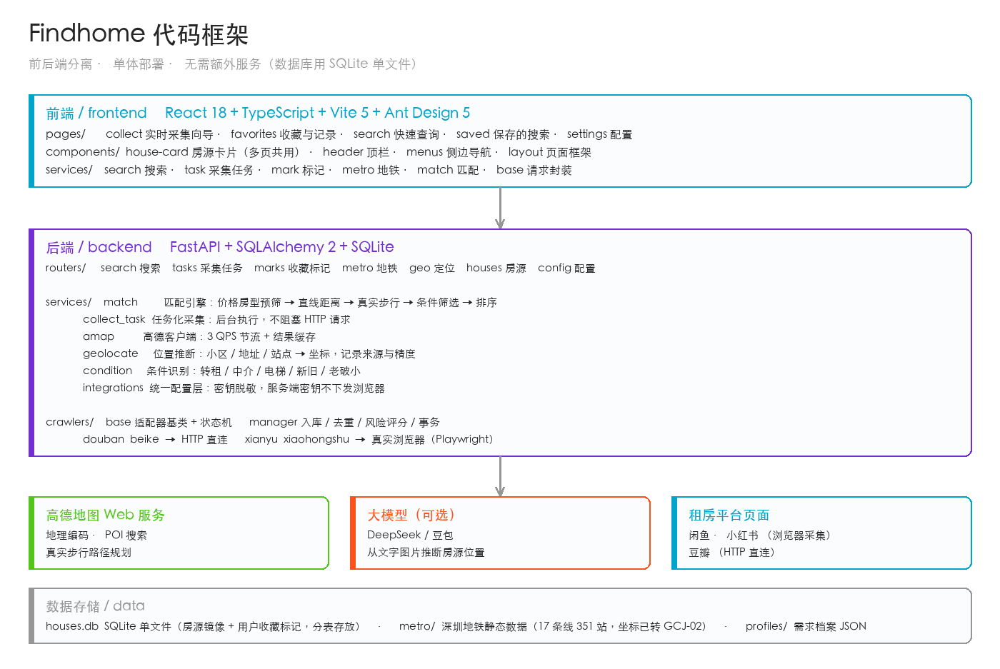 Findhome 代码框架
前后端分离 · 单体部署 · 无需额外服务（数据库用 SQLite 单文件）
前端 / frontend React 18 + TypeScript + Vite 5 + Ant Design 5
pages/ collect 实时采集向导 · favorites 收藏与记录 · search 快速查询 · saved 保存的搜索 · settings 配置
components/ house-card 房源卡片（多页共用） · header 顶栏 · menus 侧边导航 · layout 页面框架
services/ search 搜索 · task 采集任务 · mark 标记 · metro 地铁 · match 匹配 · base 请求封装
后端 / backend FastAPI + SQLAlchemy 2 + SQLite
routers/ search 搜索 tasks 采集任务 marks 收藏标记 metro 地铁 geo 定位 houses 房源 config 配置
services/ match 匹配引擎：价格房型预筛 → 直线距离 → 真实步行 → 条件筛选 → 排序
collect_task 任务化采集：后台执行，不阻塞 HTTP 请求
amap 高德客户端：3 QPS 节流 + 结果缓存
geolocate 位置推断：小区 / 地址 / 站点 → 坐标，记录来源与精度
condition 条件识别：转租 / 中介 / 电梯 / 新旧 / 老破小
integrations 统一配置层：密钥脱敏，服务端密钥不下发浏览器
crawlers/ base 适配器基类 + 状态机 manager 入库 / 去重 / 风险评分 / 事务
douban beike → HTTP 直连 xianyu xiaohongshu → 真实浏览器（Playwright）
高德地图 Web 服务
地理编码 · POI 搜索
真实步行路径规划
大模型（可选）
DeepSeek / 豆包
从文字图片推断房源位置
租房平台页面
闲鱼 · 小红书 （浏览器采集）
豆瓣 （HTTP 直连）
数据存储 / data
houses.db SQLite 单文件（房源镜像 + 用户收藏标记，分表存放） · metro/ 深圳地铁静态数据（17 条线 351 站，坐标已转 GCJ-02） · profiles/ 需求档案 JSON